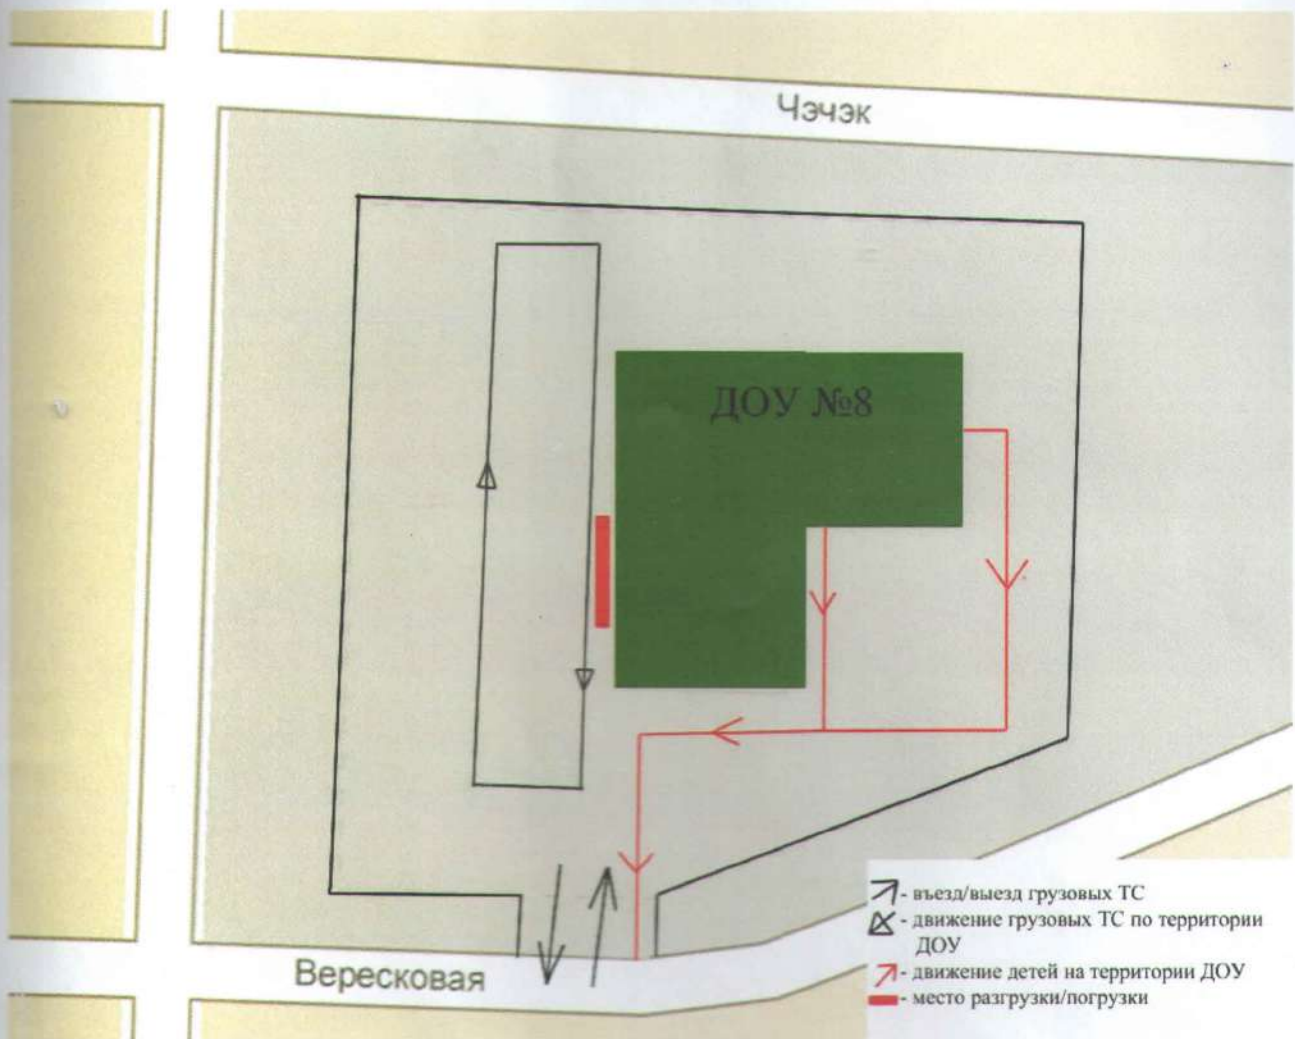 Чэчэк
ДОУ №8
Вересковая
- въезд/выезд грузовых ТС
- движение грузовых ТС по территории
ДОУ
- движение детей на территории ДОУ
- место разгрузки/погрузки